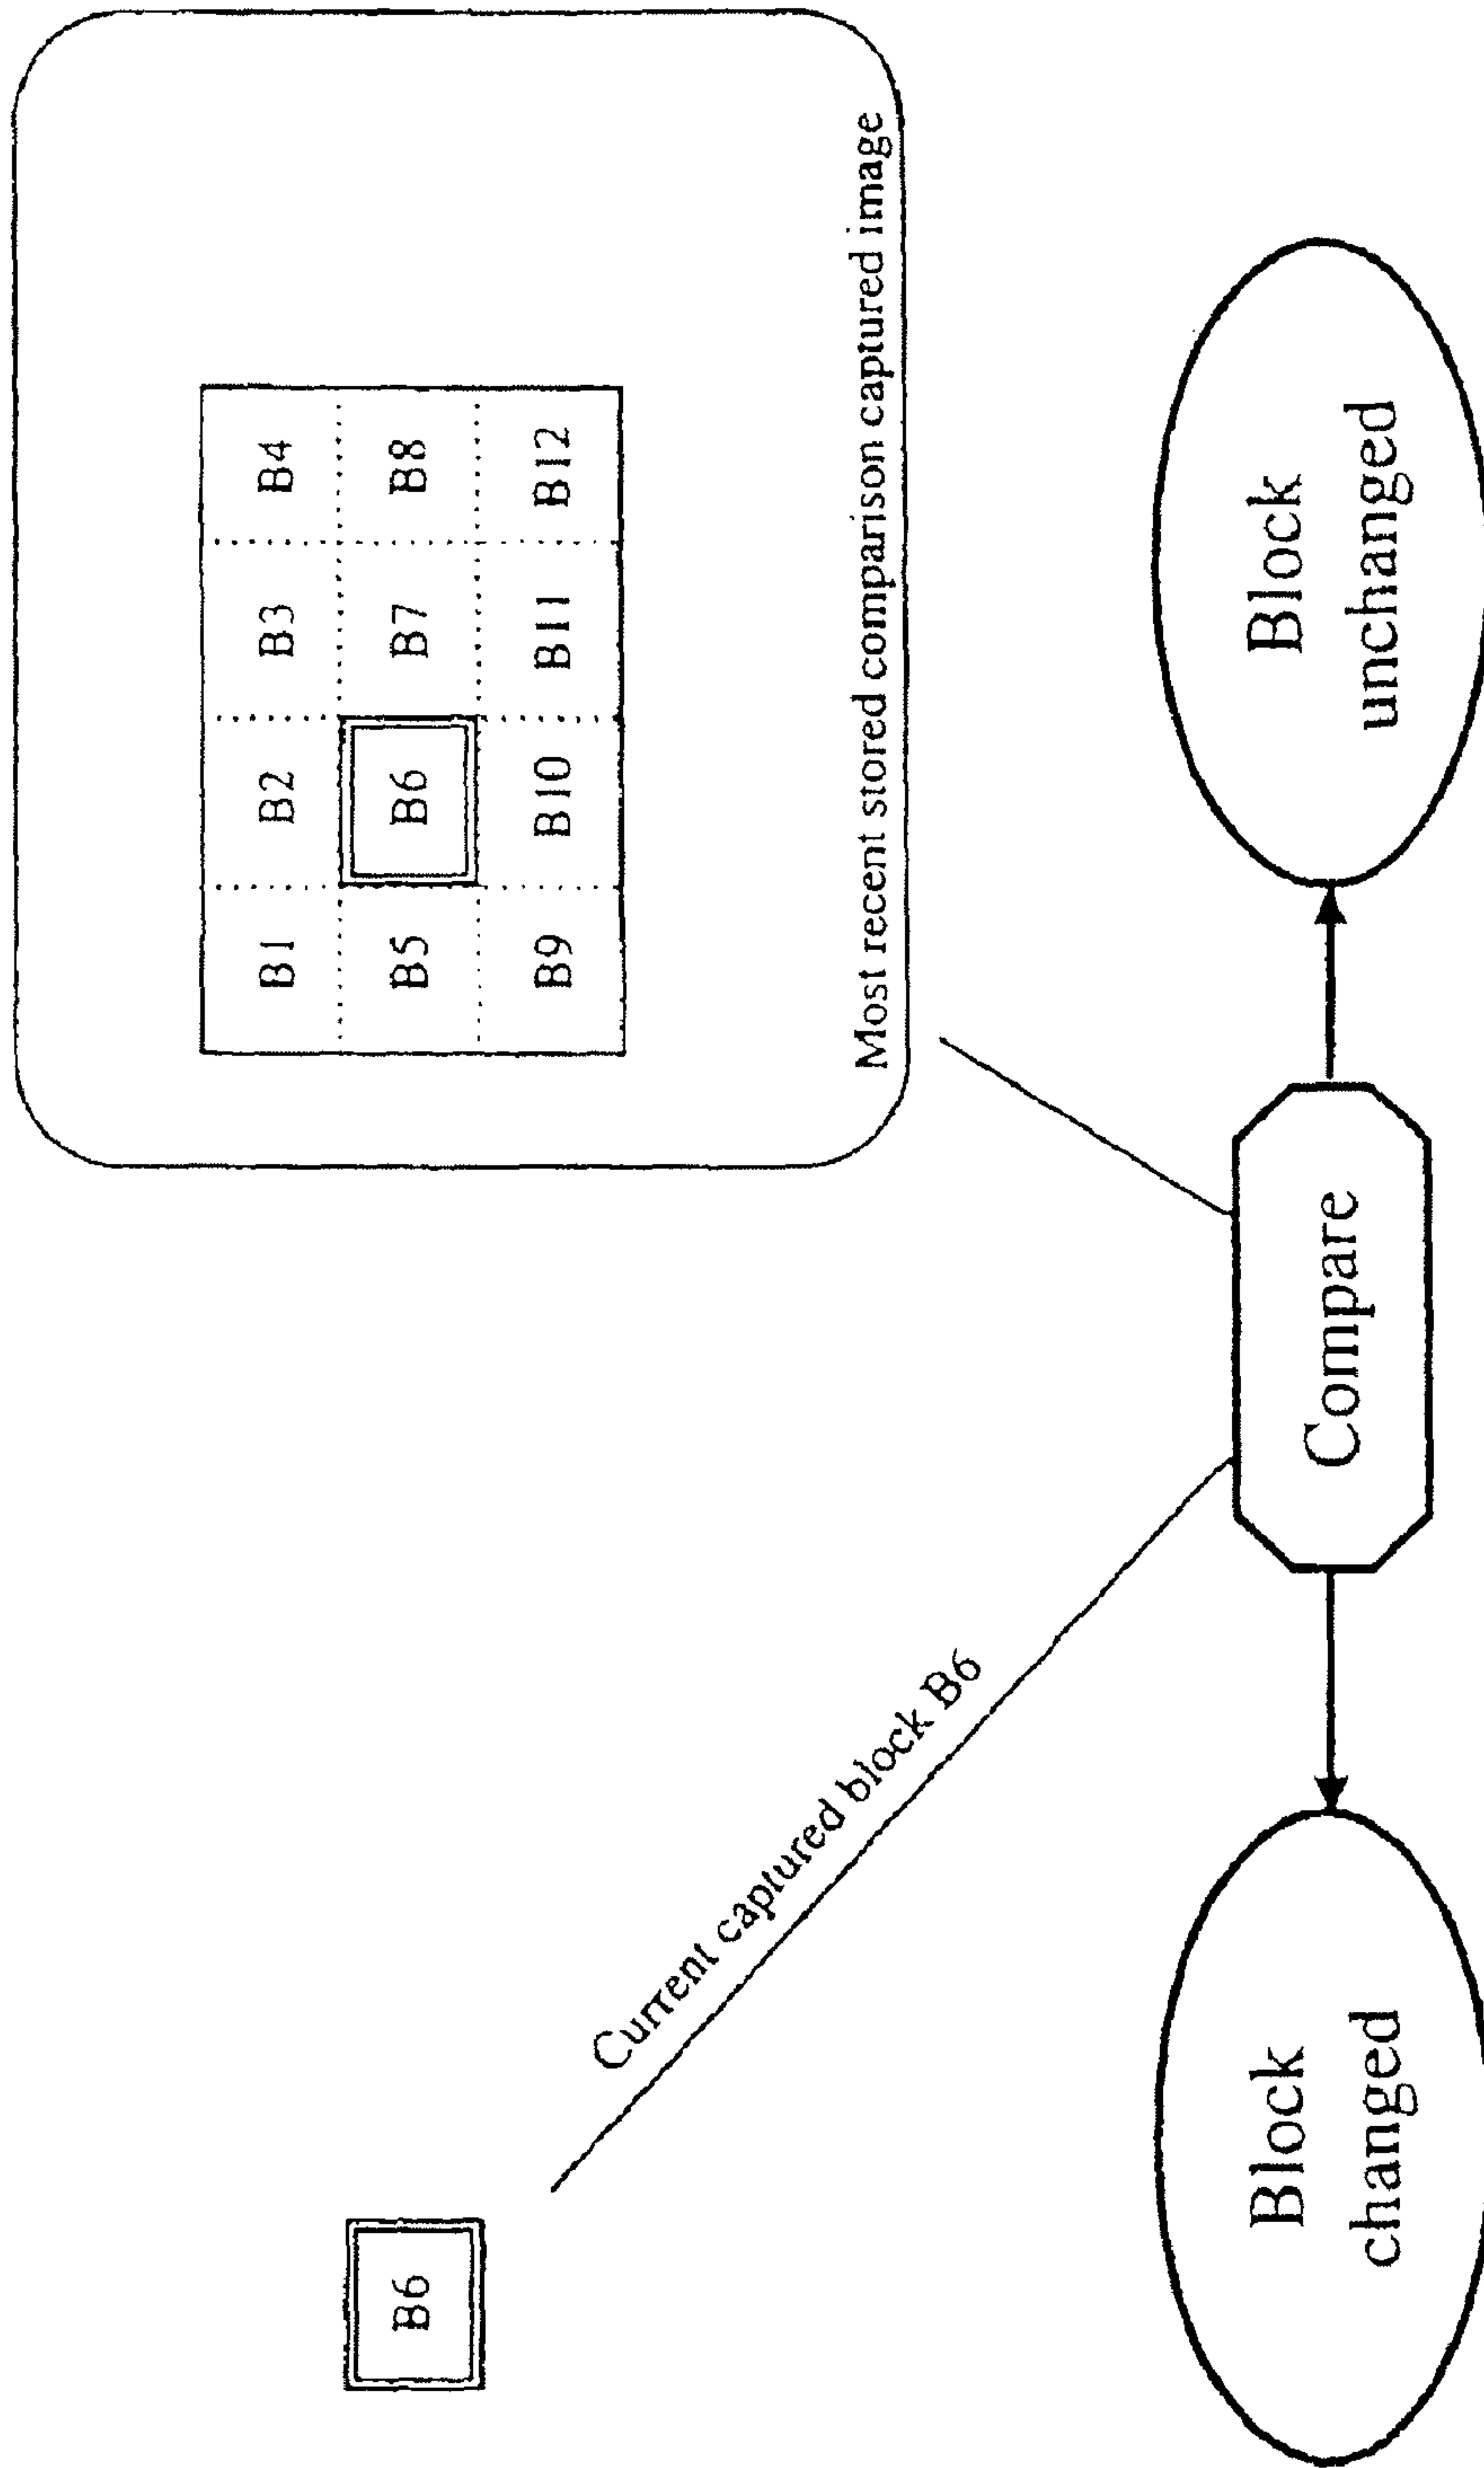 B1 B2 B3 B4
B5 B6 B7 B8
B9 B10 B11 B12
Most recent stored comparison captured image
B6
Current captured block B6
Compare
Block
changed
Block
unchanged